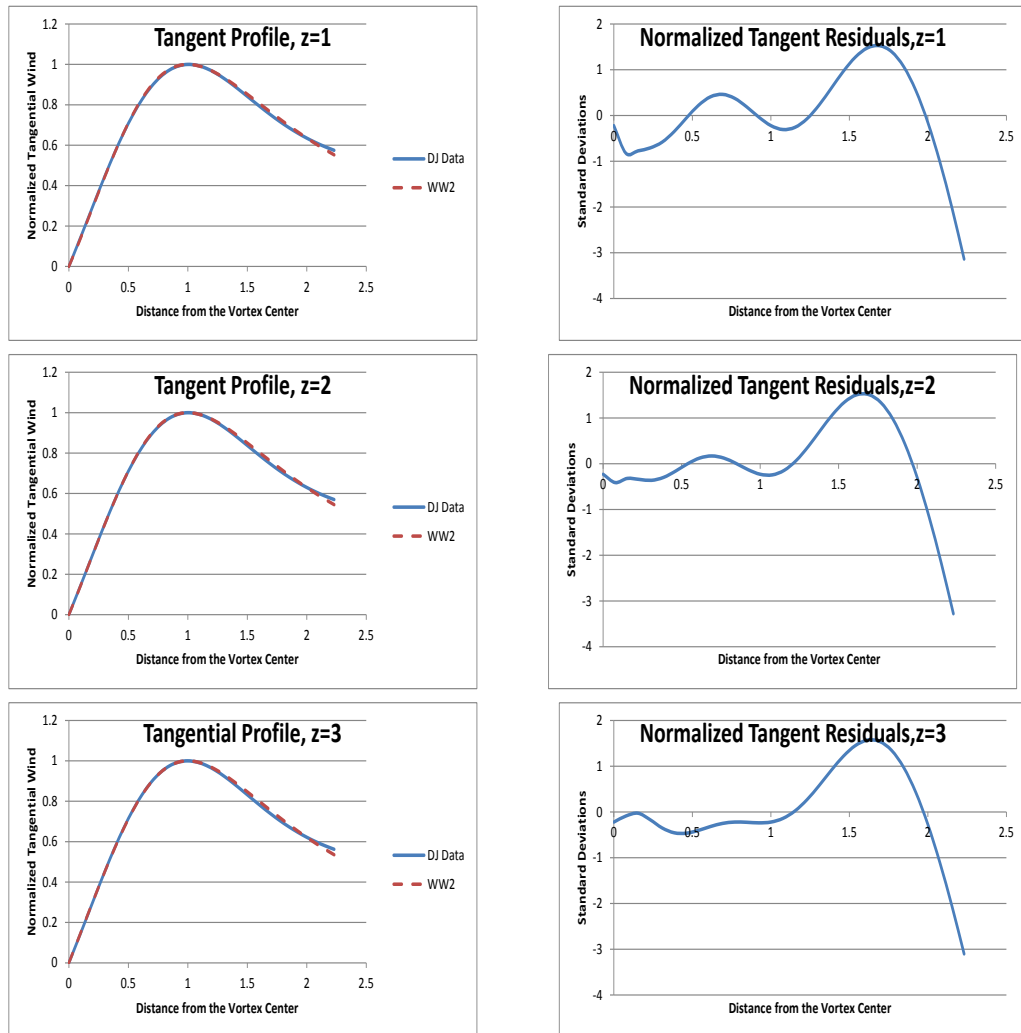 Tangent Profile, z=1
Normalized Tangential Wind
1.2
1
0.8
0.6
0.4
0.2
0
0 0.5 1 1.5 2 2.5
Distance from the Vortex Center
DJ Data
WW2
Normalized Tangent Residuals,z=1
Standard Deviations
2
1
0
-1
-2
-3
-4
0 0.5 1 1.5 2 2.5
Distance from the Vortex Center
Tangent Profile, z=2
Normalized Tangential Wind
1.2
1
0.8
0.6
0.4
0.2
0
0 0.5 1 1.5 2 2.5
Distance from the Vortex Center
DJ Data
WW2
Normalized Tangent Residuals,z=2
Standard Deviations
2
1
0
-1
-2
-3
-4
0 0.5 1 1.5 2 2.5
Distance from the Vortex Center
Tangential Profile, z=3
Normalized Tangential Wind
1.2
1
0.8
0.6
0.4
0.2
0
0 0.5 1 1.5 2 2.5
Distance from the Vortex Center
DJ Data
WW2
Normalized Tangent Residuals,z=3
Standard Deviations
2
1
0
-1
-2
-3
-4
0 0.5 1 1.5 2 2.5
Distance from the Vortex Center